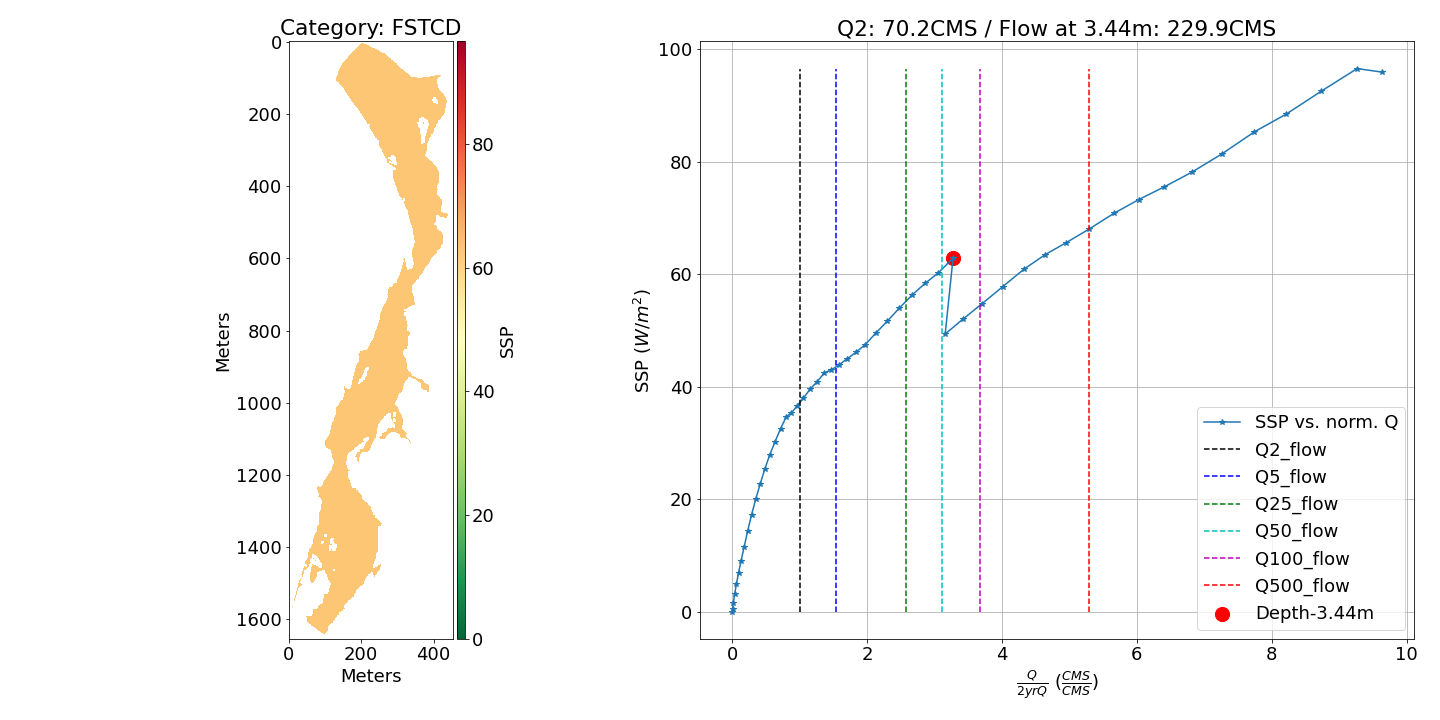 Category: FSTCD
0
200
400
600
800
1000
1200
1400
1600
Meters
0
200
400
Meters
80
60
40
20
0
SSP
Q2: 70.2CMS / Flow at 3.44m: 229.9CMS
100
80
60
40
20
0
SSP (W/m²)
0
2
4
6
8
10
Q/2yrQ (CMS/CMS)
SSP vs. norm. Q
Q2_flow
Q5_flow
Q25_flow
Q50_flow
Q100_flow
Q500_flow
Depth-3.44m